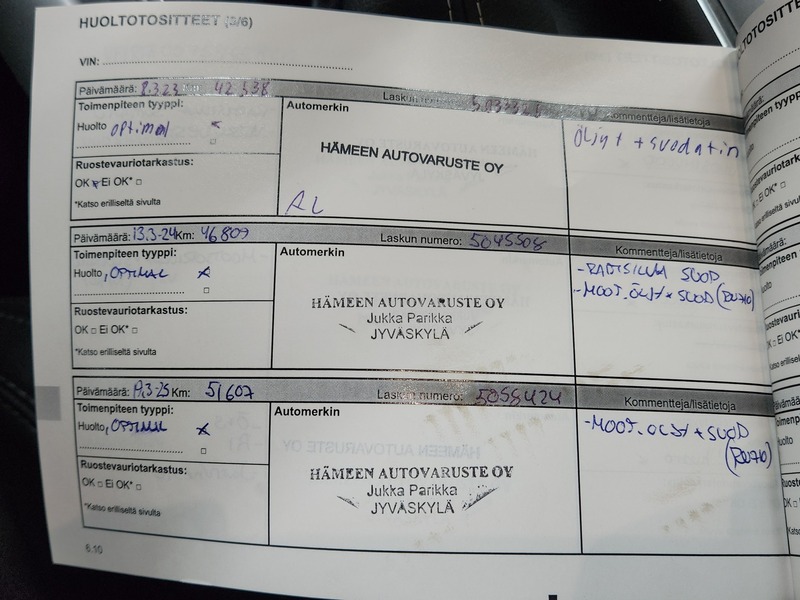 HUOLTOTOSITTEET (3/6)
VIN:
Päivämäärä: 8.3.23 42 538 Laskun
Toimenpiteen tyyppi: Automerkin Kommentteja/lisätietoja
Huolto optimal x
HÄMEEN AUTOVARUSTE OY
Öljyt + suodatin
Ruostevauriotarkastus:
OK Ei OK*
*Katso erilliseltä sivulta
AL
Päivämäärä: 13.3-24 Km: 46809 Laskun numero: 5045508 Kommentteja/lisätietoja
Toimenpiteen tyyppi: Automerkin
Huolto, OPTIMAL x
HÄMEEN AUTOVARUSTE OY
Jukka Parikka
JYVÄSKYLÄ
-RAITISILMA SUOD
-MOOT.ÖLJY + SUOD (RN710)
Ruostevauriotarkastus:
OK Ei OK*
*Katso erilliseltä sivulta
Päivämäärä: Km: 51607 Laskun numero: 5058424 Kommentteja/lisätietoja
Toimenpiteen tyyppi: Automerkin
Huolto, OPTIMAL x
HÄMEEN AUTOVARUSTE OY
Jukka Parikka
JYVÄSKYLÄ
-MOOT.ÖLJY + SUOD
(RN710)
Ruostevauriotarkastus:
OK Ei OK*
*Katso erilliseltä sivulta
6.10